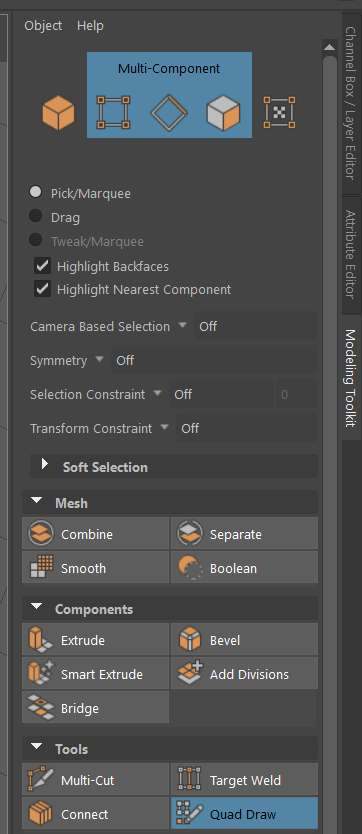 Object Help
Multi-Component
Pick/Marquee
Drag
Tweak/Marquee
Highlight Backfaces
Highlight Nearest Component
Camera Based Selection Off
Symmetry Off
Selection Constraint Off 0
Transform Constraint Off
Soft Selection
Mesh
Combine Separate
Smooth Boolean
Components
Extrude Bevel
Smart Extrude Add Divisions
Bridge
Tools
Multi-Cut Target Weld
Connect Quad Draw
Channel Box / Layer Editor
Attribute Editor
Modeling Toolkit